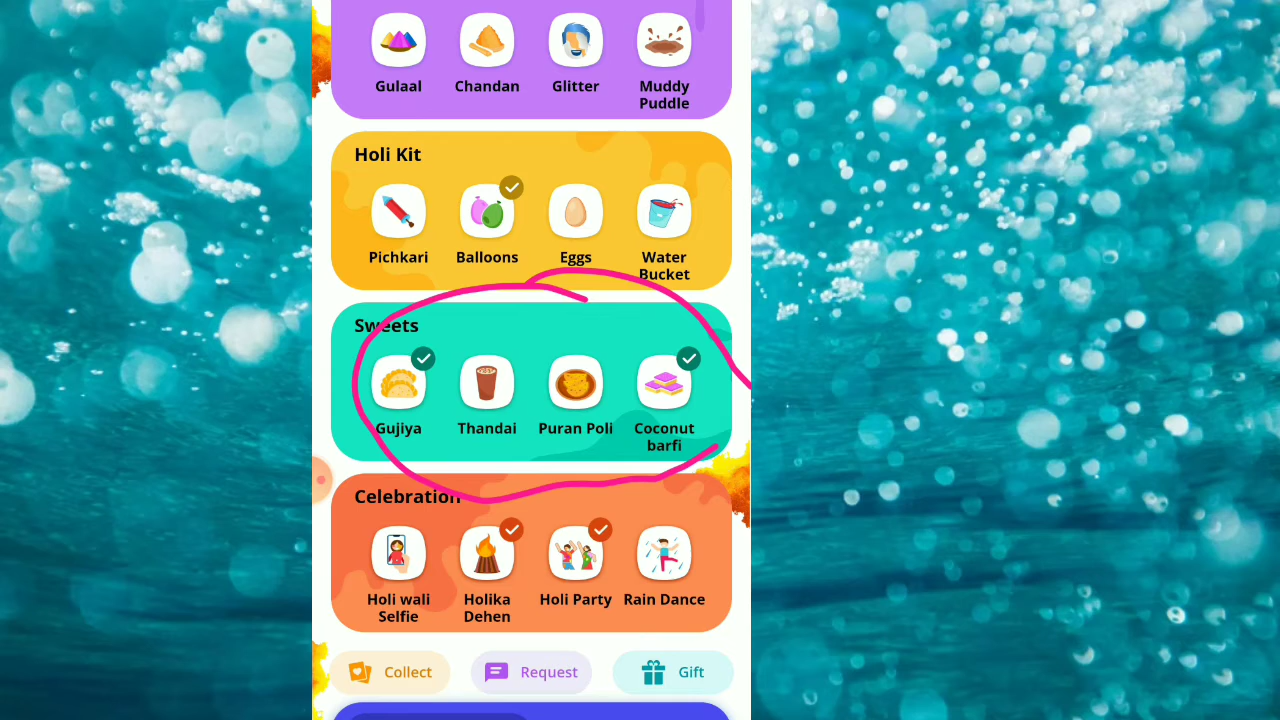 Gulaal Chandan Glitter Muddy
Puddle
Holi Kit
Pichkari Balloons Eggs Water
Bucket
Sweets
Gujiya Thandai Puran Poli Coconut
barfi
Celebration
Holi wali Holika Holi Party Rain Dance
Selfie Dehen
Collect Request Gift